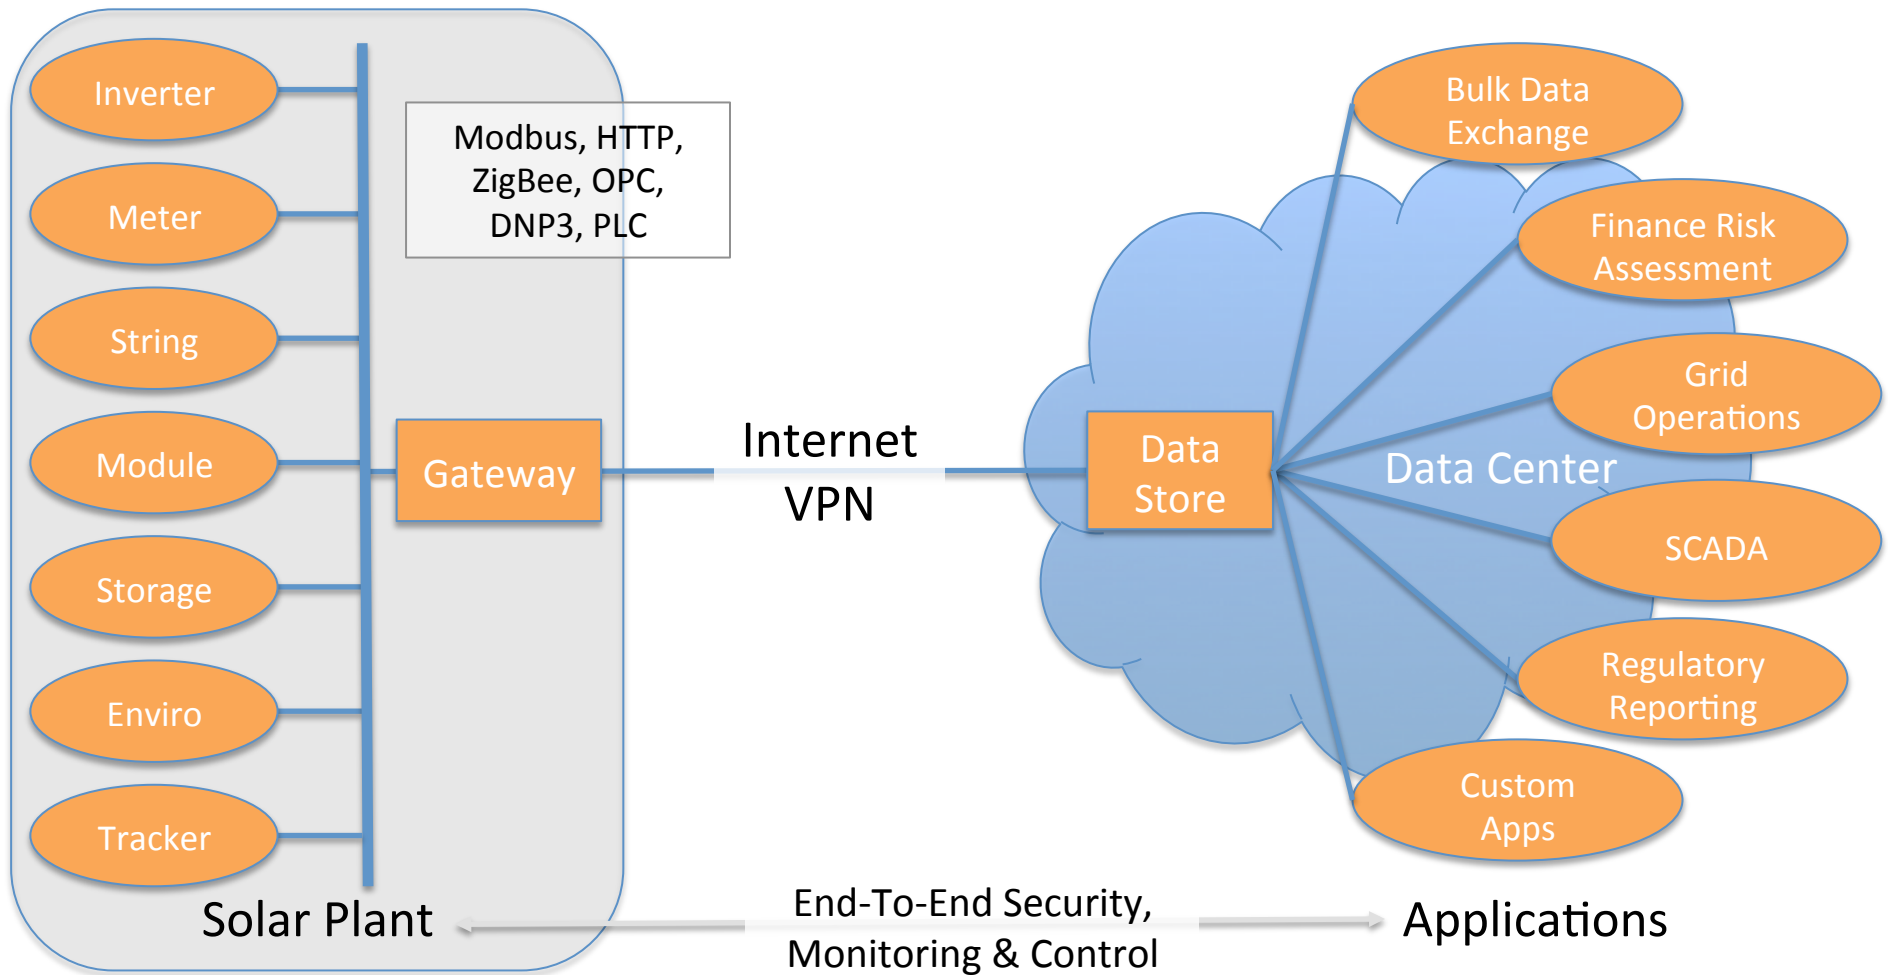 Inverter
Meter
String
Module
Storage
Enviro
Tracker
Modbus, HTTP,
ZigBee, OPC,
DNP3, PLC
Gateway
Solar Plant
Internet
VPN
End-To-End Security,
Monitoring & Control
Data
Store
Data Center
Bulk Data
Exchange
Finance Risk
Assessment
Grid
Operations
SCADA
Regulatory
Reporting
Custom
Apps
Applications